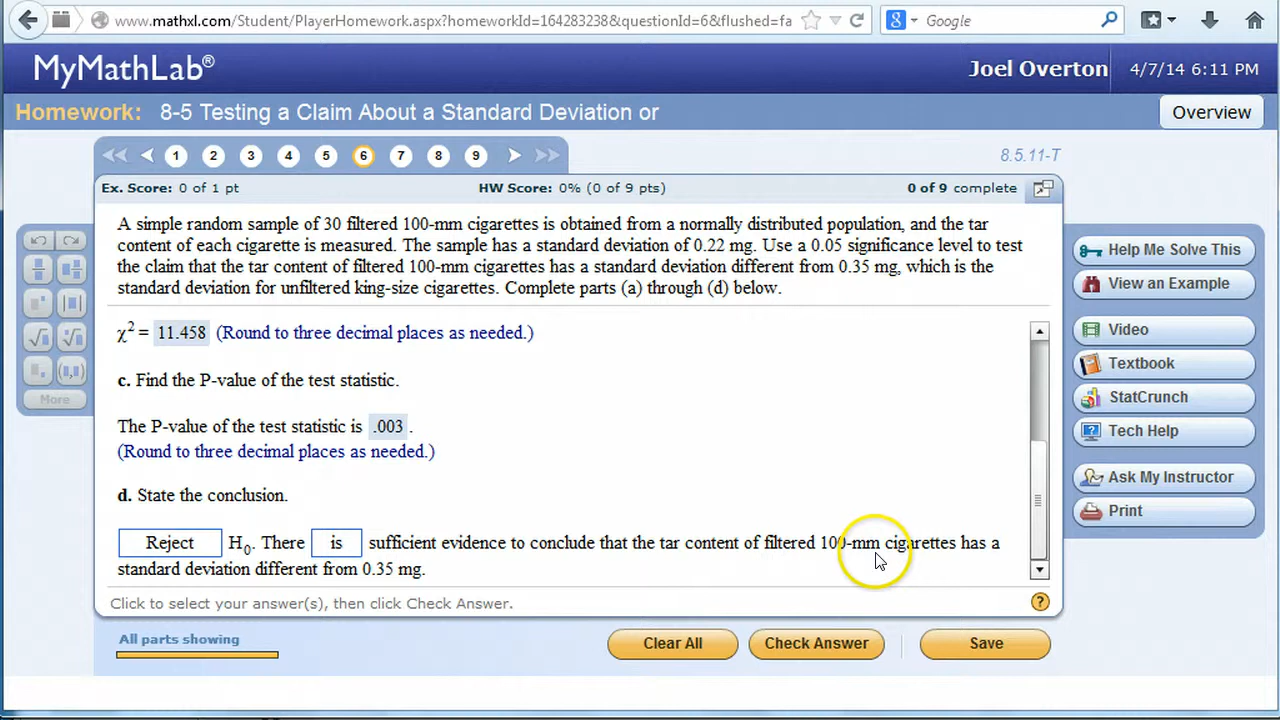 www.mathxl.com/Student/PlayerHomework.aspx?homeworkId=164283238&questionId=6&flushed=fa
Google
MyMathLab®
Joel Overton
4/7/14 6:11 PM
Homework: 8-5 Testing a Claim About a Standard Deviation or
Overview
1 2 3 4 5 6 7 8 9
8.5.11-T
Ex. Score: 0 of 1 pt
HW Score: 0% (0 of 9 pts)
0 of 9 complete
A simple random sample of 30 filtered 100-mm cigarettes is obtained from a normally distributed population, and the tar
content of each cigarette is measured. The sample has a standard deviation of 0.22 mg. Use a 0.05 significance level to test
the claim that the tar content of filtered 100-mm cigarettes has a standard deviation different from 0.35 mg, which is the
standard deviation for unfiltered king-size cigarettes. Complete parts (a) through (d) below.
χ² = 11.458 (Round to three decimal places as needed.)
c. Find the P-value of the test statistic.
The P-value of the test statistic is .003.
(Round to three decimal places as needed.)
d. State the conclusion.
Reject H₀. There is sufficient evidence to conclude that the tar content of filtered 100-mm cigarettes has a
standard deviation different from 0.35 mg.
Click to select your answer(s), then click Check Answer.
?
All parts showing
Clear All
Check Answer
Save
More
Help Me Solve This
View an Example
Video
Textbook
StatCrunch
Tech Help
Ask My Instructor
Print